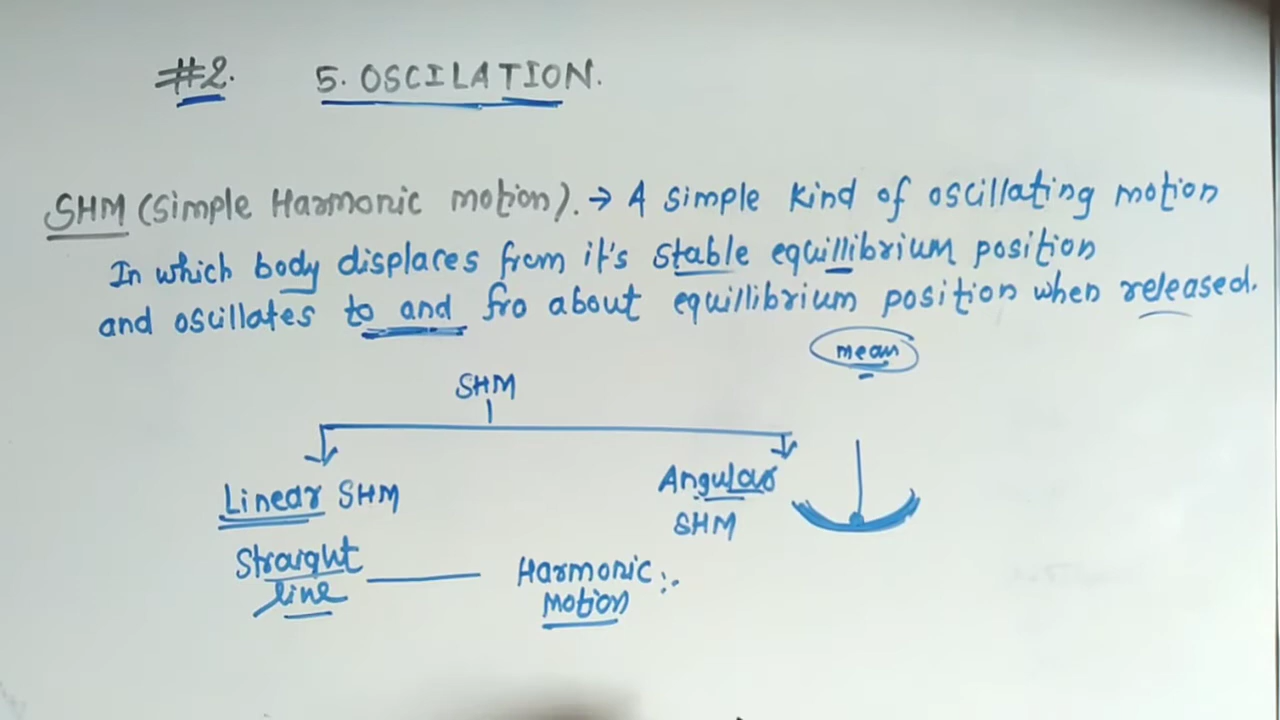 #2. 5. OSCILATION.
SHM (Simple Harmonic motion). → A simple kind of oscillating motion
In which body displaces from it's stable equillibrium position
and oscillates to and fro about equillibrium position when released.
mean
SHM
Linear SHM
Angular
SHM
Straight
line
Harmonic :.
Motion